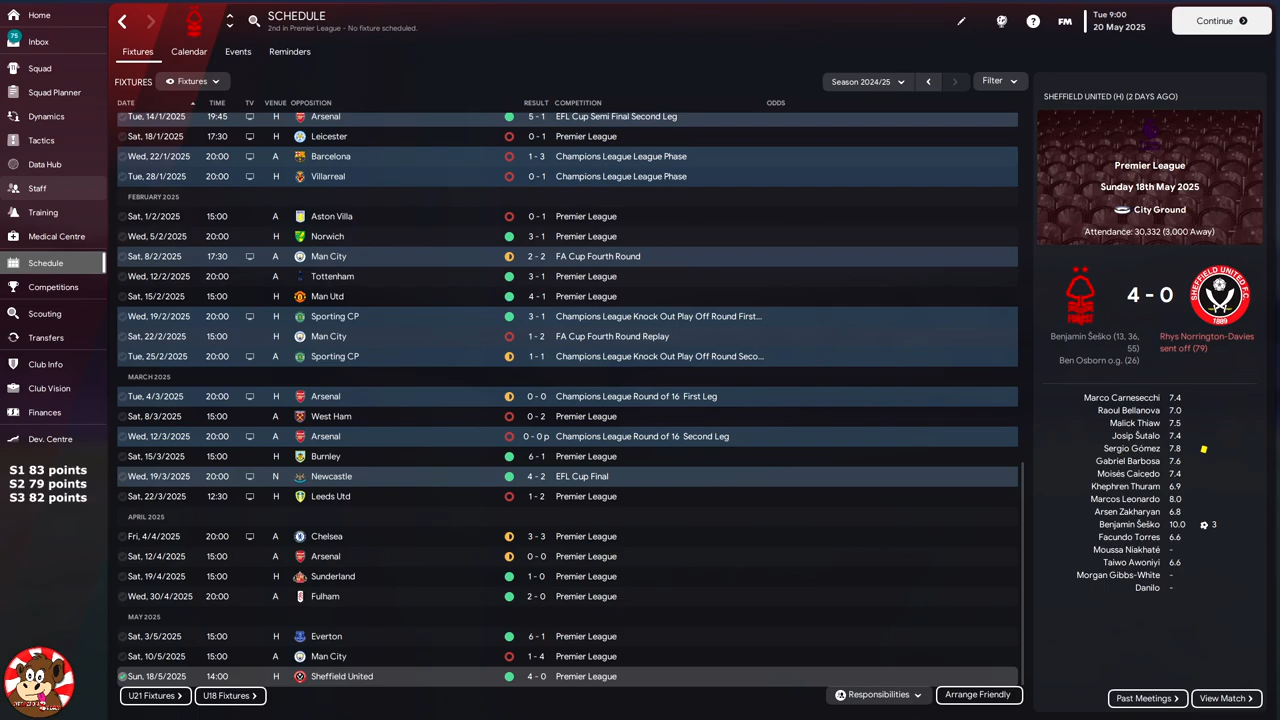 Home
75
Inbox
Squad
Squad Planner
Dynamics
Tactics
Data Hub
Staff
Training
Medical Centre
Schedule
Competitions
Scouting
Transfers
Club Info
Club Vision
Finances
Dev. Centre
S1 83 points
S2 79 points
S3 82 points
SCHEDULE
2nd in Premier League - No fixture scheduled.
?
FM
Tue 9:00
20 May 2025
Continue
Fixtures Calendar Events Reminders
FIXTURES Fixtures
Season 2024/25
Filter
DATE TIME TV VENUE OPPOSITION RESULT COMPETITION ODDS
Tue, 14/1/2025 19:45 H Arsenal 5 - 1 EFL Cup Semi Final Second Leg
Sat, 18/1/2025 17:30 H Leicester 0 - 1 Premier League
Wed, 22/1/2025 20:00 A Barcelona 1 - 3 Champions League League Phase
Tue, 28/1/2025 20:00 H Villarreal 0 - 1 Champions League League Phase
FEBRUARY 2025
Sat, 1/2/2025 15:00 A Aston Villa 0 - 1 Premier League
Wed, 5/2/2025 20:00 H Norwich 3 - 1 Premier League
Sat, 8/2/2025 17:30 A Man City 2 - 2 FA Cup Fourth Round
Wed, 12/2/2025 20:00 A Tottenham 3 - 1 Premier League
Sat, 15/2/2025 15:00 H Man Utd 4 - 1 Premier League
Wed, 19/2/2025 20:00 H Sporting CP 3 - 1 Champions League Knock Out Play Off Round First...
Sat, 22/2/2025 15:00 H Man City 1 - 2 FA Cup Fourth Round Replay
Tue, 25/2/2025 20:00 A Sporting CP 1 - 1 Champions League Knock Out Play Off Round Seco...
MARCH 2025
Tue, 4/3/2025 20:00 H Arsenal 0 - 0 Champions League Round of 16 First Leg
Sat, 8/3/2025 15:00 A West Ham 0 - 2 Premier League
Wed, 12/3/2025 20:00 A Arsenal 0 - 0 p Champions League Round of 16 Second Leg
Sat, 15/3/2025 15:00 H Burnley 6 - 1 Premier League
Wed, 19/3/2025 20:00 N Newcastle 4 - 2 EFL Cup Final
Sat, 22/3/2025 12:30 H Leeds Utd 1 - 2 Premier League
APRIL 2025
Fri, 4/4/2025 20:00 A Chelsea 3 - 3 Premier League
Sat, 12/4/2025 15:00 A Arsenal 0 - 0 Premier League
Sat, 19/4/2025 15:00 H Sunderland 1 - 0 Premier League
Wed, 30/4/2025 20:00 A Fulham 2 - 0 Premier League
MAY 2025
Sat, 3/5/2025 15:00 H Everton 6 - 1 Premier League
Sat, 10/5/2025 15:00 A Man City 1 - 4 Premier League
Sun, 18/5/2025 14:00 H Sheffield United 4 - 0 Premier League
U21 Fixtures
U18 Fixtures
Responsibilities
Arrange Friendly
SHEFFIELD UNITED (H) (2 DAYS AGO)
Premier League
Sunday 18th May 2025
City Ground
Attendance: 30,332 (3,000 Away)
4 - 0
SHEFFIELD UNITED F.C.
1889
Benjamin Šeško (13, 36,
55)
Ben Osborn o.g. (26)
Rhys Norrington-Davies
sent off (79)
Marco Carnesecchi 7.4
Raoul Bellanova 7.0
Malick Thiaw 7.5
Josip Šutalo 7.4
Sergio Gómez 7.8
Gabriel Barbosa 7.6
Moisés Caicedo 7.4
Khephren Thuram 6.9
Marcos Leonardo 8.0
Arsen Zakharyan 6.8
Benjamin Šeško 10.0 3
Facundo Torres 6.6
Moussa Niakhaté -
Taiwo Awoniyi 6.6
Morgan Gibbs-White -
Danilo -
Past Meetings
View Match